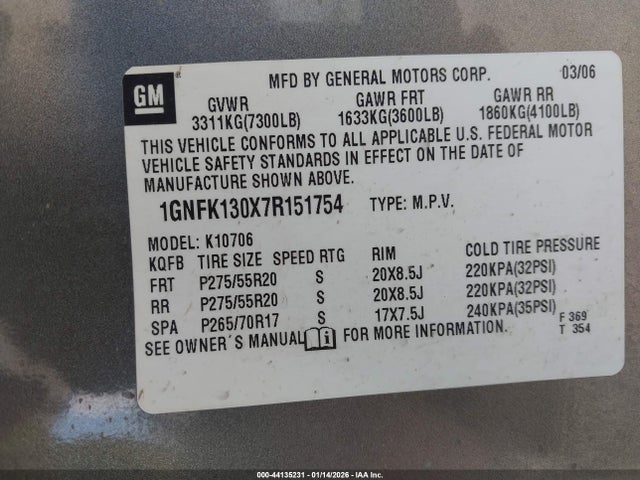 GM
MFD BY GENERAL MOTORS CORP. 03/06
GVWR GAWR FRT GAWR RR
3311KG(7300LB) 1633KG(3600LB) 1860KG(4100LB)
THIS VEHICLE CONFORMS TO ALL APPLICABLE U.S. FEDERAL MOTOR
VEHICLE SAFETY STANDARDS IN EFFECT ON THE DATE OF
MANUFACTURE SHOWN ABOVE.
1GNFK130X7R151754 TYPE: M.P.V.
MODEL: K10706
KQFB TIRE SIZE SPEED RTG RIM COLD TIRE PRESSURE
FRT P275/55R20 S 20X8.5J 220KPA(32PSI)
RR P275/55R20 S 20X8.5J 220KPA(32PSI)
SPA P265/70R17 S 17X7.5J 240KPA(35PSI)
F 369
SEE OWNER´S MANUAL i FOR MORE INFORMATION. T 354
000-44135231 - 01/14/2026 - IAA Inc.